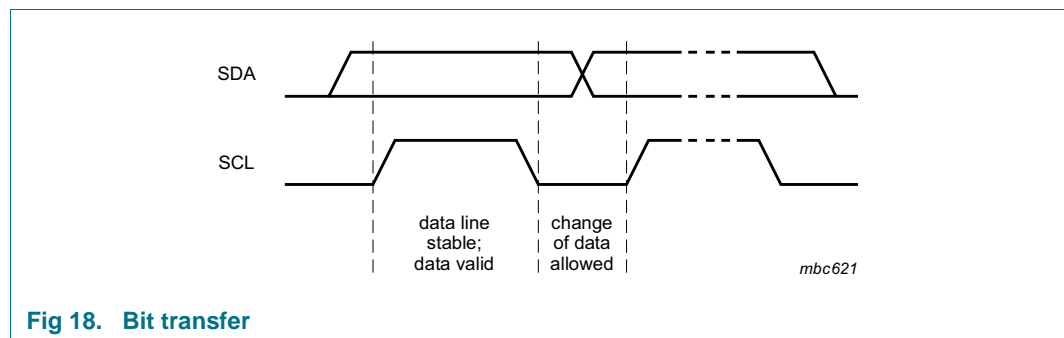 SDA
SCL
data line
stable;
data valid
change
of data
allowed
mbc621
Fig 18. Bit transfer